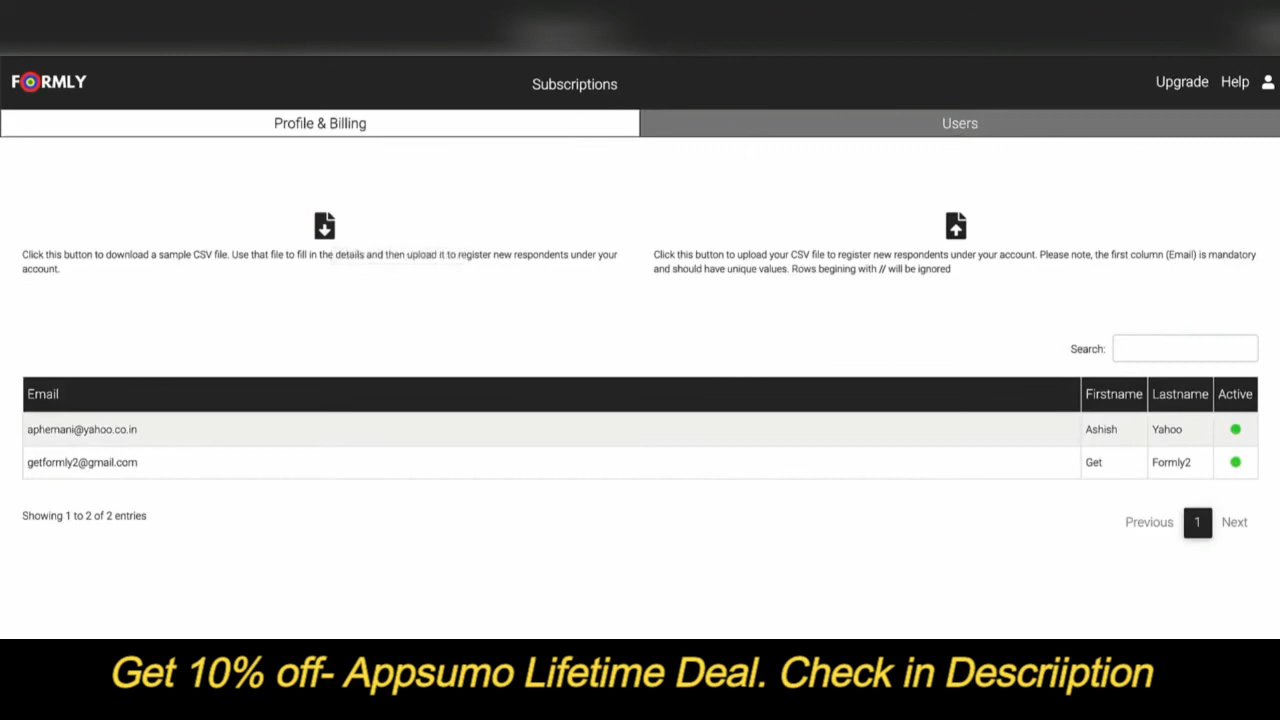 FORMLY
Subscriptions
Upgrade Help
Profile & Billing
Users
Click this button to download a sample CSV file. Use that file to fill in the details and then upload it to register new respondents under your
account.
Click this button to upload your CSV file to register new respondents under your account. Please note, the first column (Email) is mandatory
and should have unique values. Rows begining with // will be ignored
Search:
Email Firstname Lastname Active
aphemani@yahoo.co.in Ashish Yahoo
getformly2@gmail.com Get Formly2
Showing 1 to 2 of 2 entries
Previous 1 Next
Get 10% off- Appsumo Lifetime Deal. Check in Descriiption